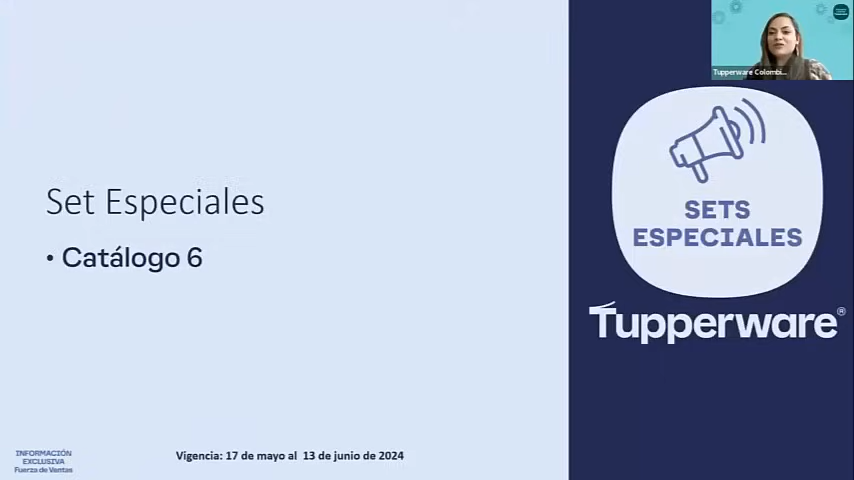 Tupperware Colombi...
Set Especiales
• Catálogo 6
SETS
ESPECIALES
Tupperware®
INFORMACIÓN
EXCLUSIVA
Fuerza de Ventas
Vigencia: 17 de mayo al 13 de junio de 2024